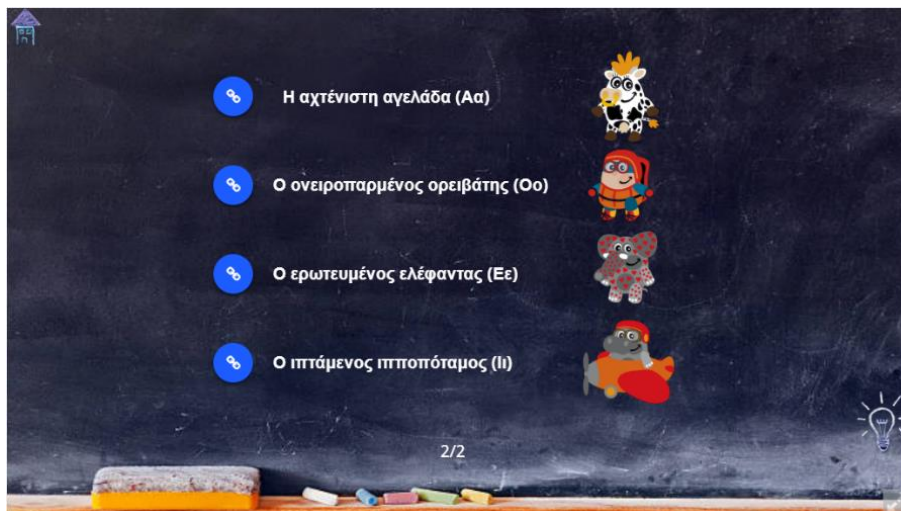 Η αχτένιστη αγελάδα (Αα)
Ο ονειροπαρμένος ορειβάτης (Οο)
Ο ερωτευμένος ελέφαντας (Εε)
Ο ιπτάμενος ιπποπόταμος (Ιι)
2/2